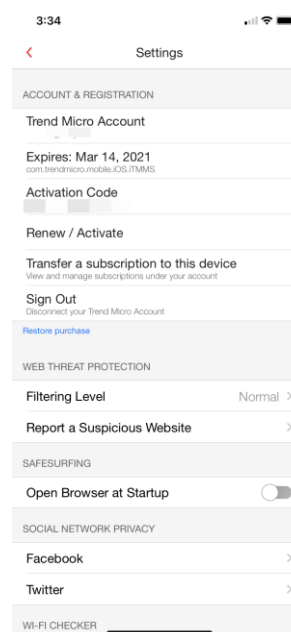 3:34
Settings
ACCOUNT & REGISTRATION
Trend Micro Account
Expires: Mar 14, 2021
com.trendmicro.mobile.iOS.iTMMS
Activation Code
Renew / Activate
Transfer a subscription to this device
View and manage subscriptions under your account
Sign Out
Disconnect your Trend Micro Account
Restore purchase
WEB THREAT PROTECTION
Filtering Level Normal
Report a Suspicious Website
SAFESURFING
Open Browser at Startup
SOCIAL NETWORK PRIVACY
Facebook
Twitter
WI-FI CHECKER